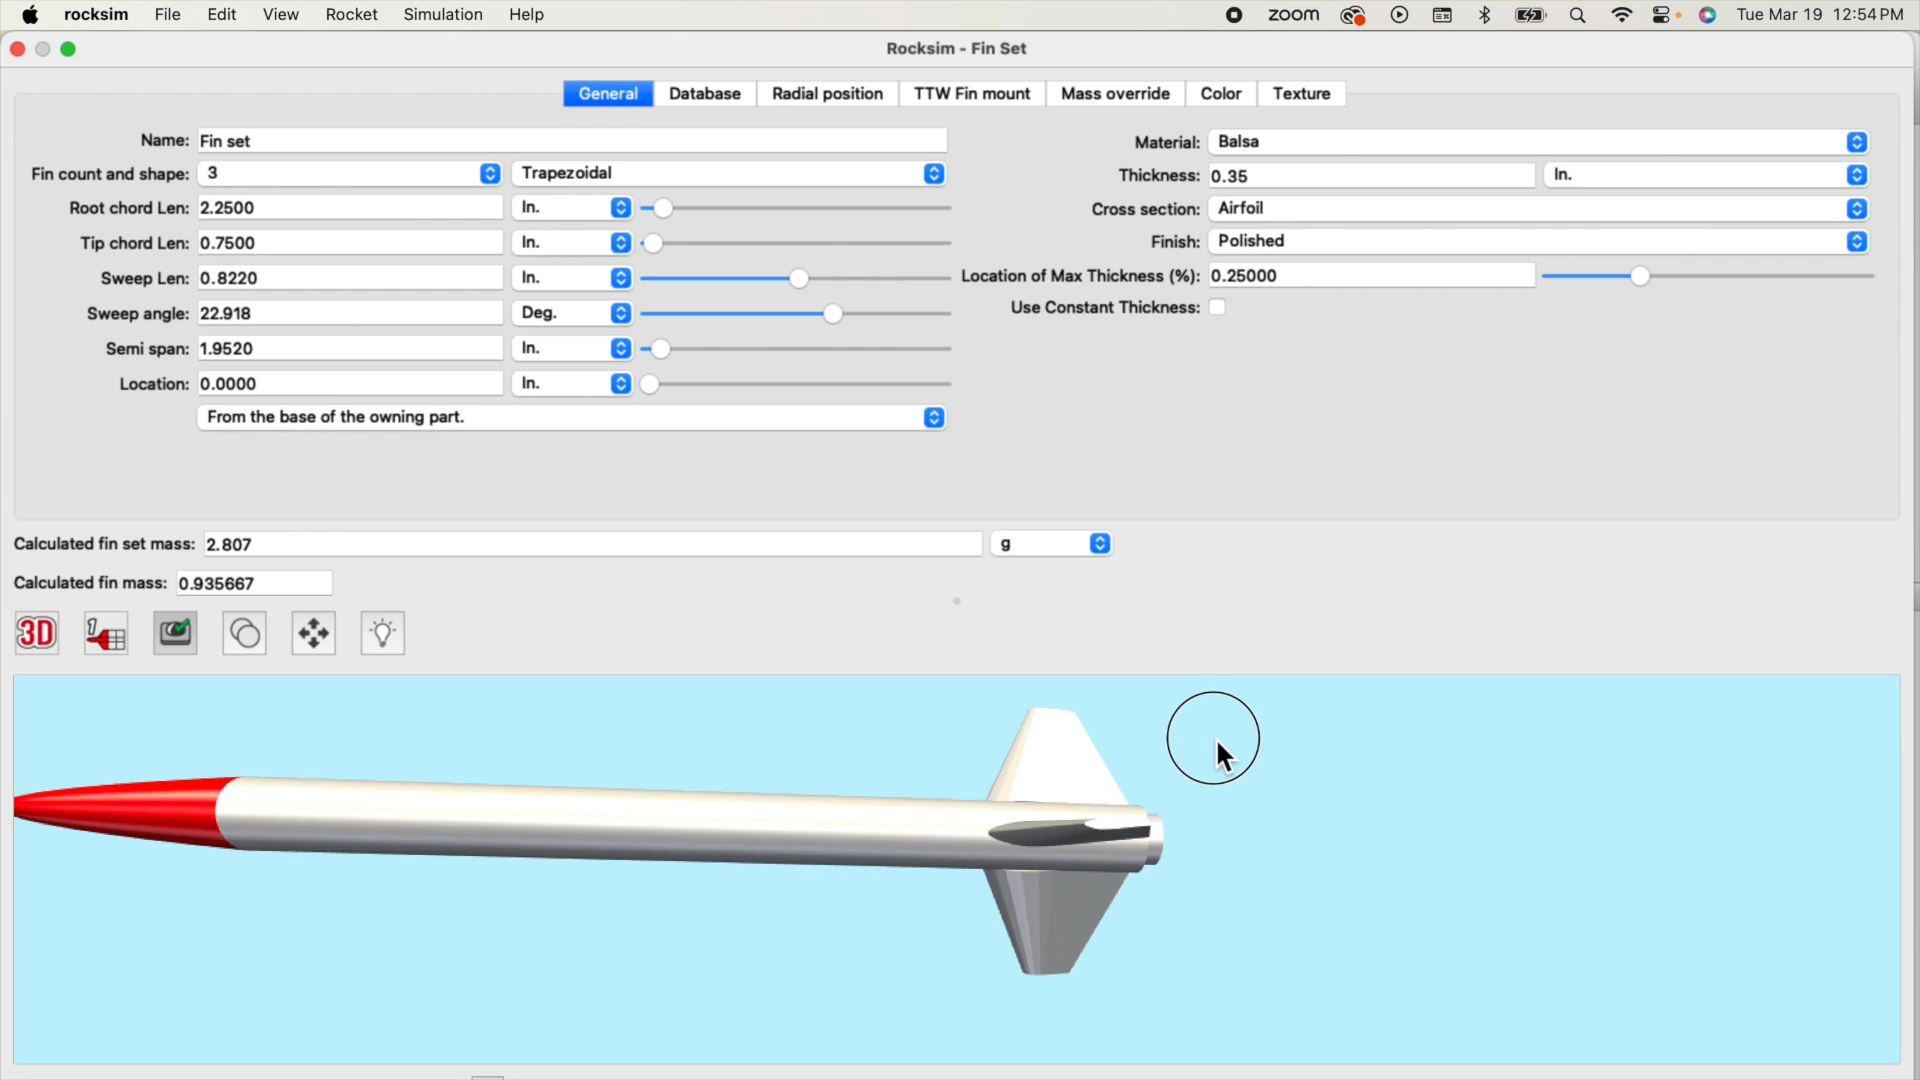 rocksim File Edit View Rocket Simulation Help zoom Tue Mar 19 12:54 PM
Rocksim - Fin Set
General Database Radial position TTW Fin mount Mass override Color Texture
Name: Fin set
Fin count and shape: 3 Trapezoidal
Root chord Len: 2.2500 In.
Tip chord Len: 0.7500 In.
Sweep Len: 0.8220 In.
Sweep angle: 22.918 Deg.
Semi span: 1.9520 In.
Location: 0.0000 In.
From the base of the owning part.
Material: Balsa
Thickness: 0.35 In.
Cross section: Airfoil
Finish: Polished
Location of Max Thickness (%): 0.25000
Use Constant Thickness:
Calculated fin set mass: 2.807 g
Calculated fin mass: 0.935667
3D 1